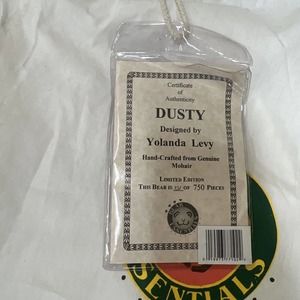 Certificate
of
Authenticity
DUSTY
Designed by
Yolanda Levy
Hand-Crafted from Genuine
Mohair
LIMITED EDITION
THIS BEAR IS OF 750 PIECES
SENTIALS